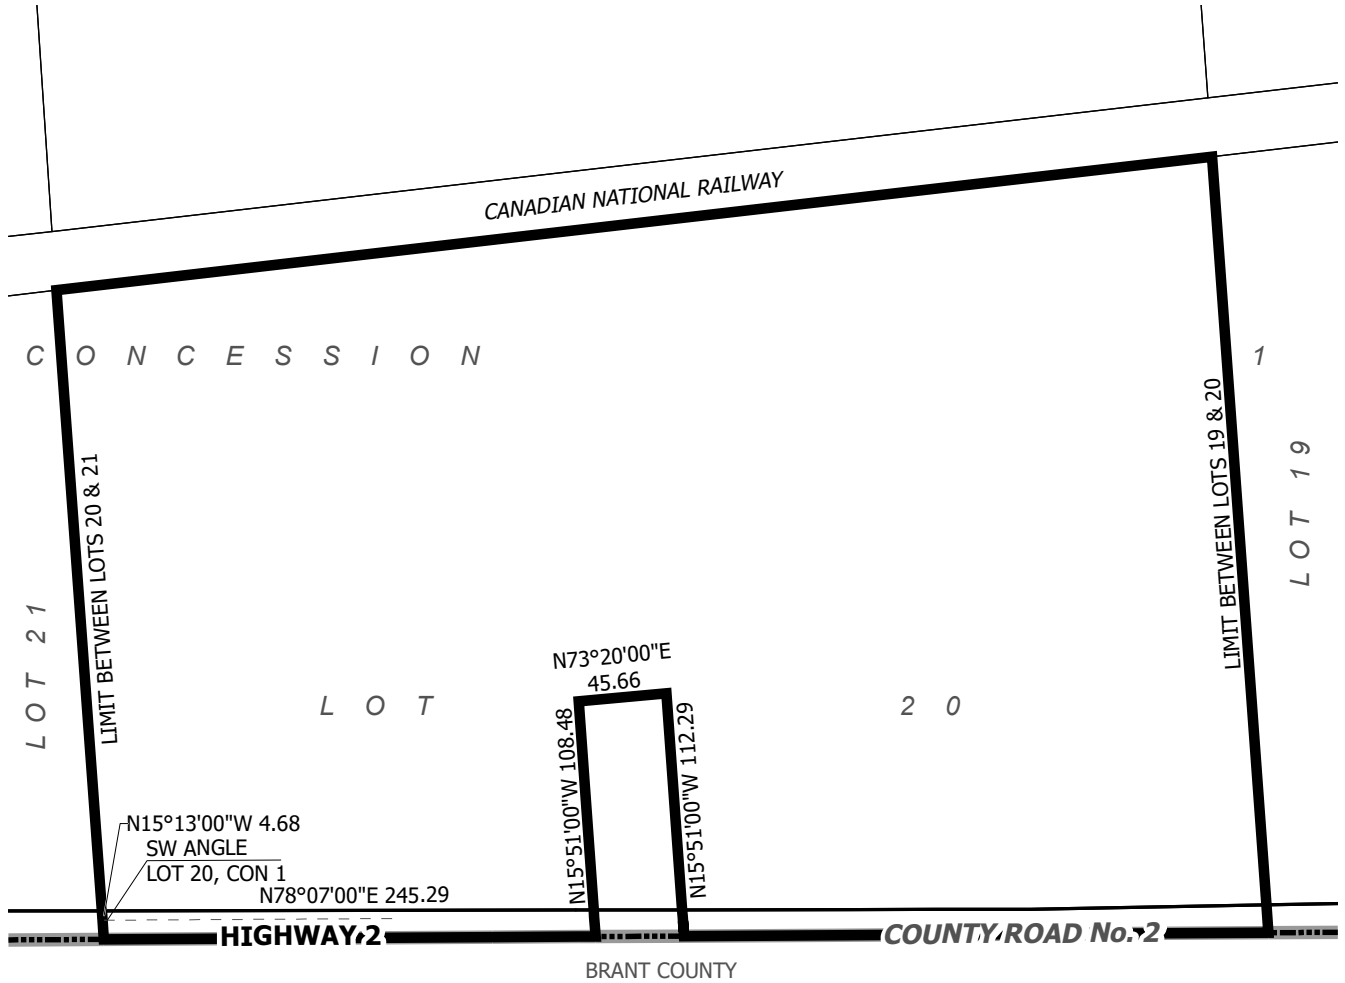 CANADIAN NATIONAL RAILWAY
CONCESSION 1
LIMIT BETWEEN LOTS 20 & 21
LIMIT BETWEEN LOTS 19 & 20
LOT 19
LOT 21
N73°20'00"E
45.66
LOT 20
N15°51'00"W 108.48
N15°51'00"W 112.29
N15°13'00"W 4.68
SW ANGLE
LOT 20, CON 1
N78°07'00"E 245.29
HIGHWAY 2
COUNTY ROAD No. 2
BRANT COUNTY